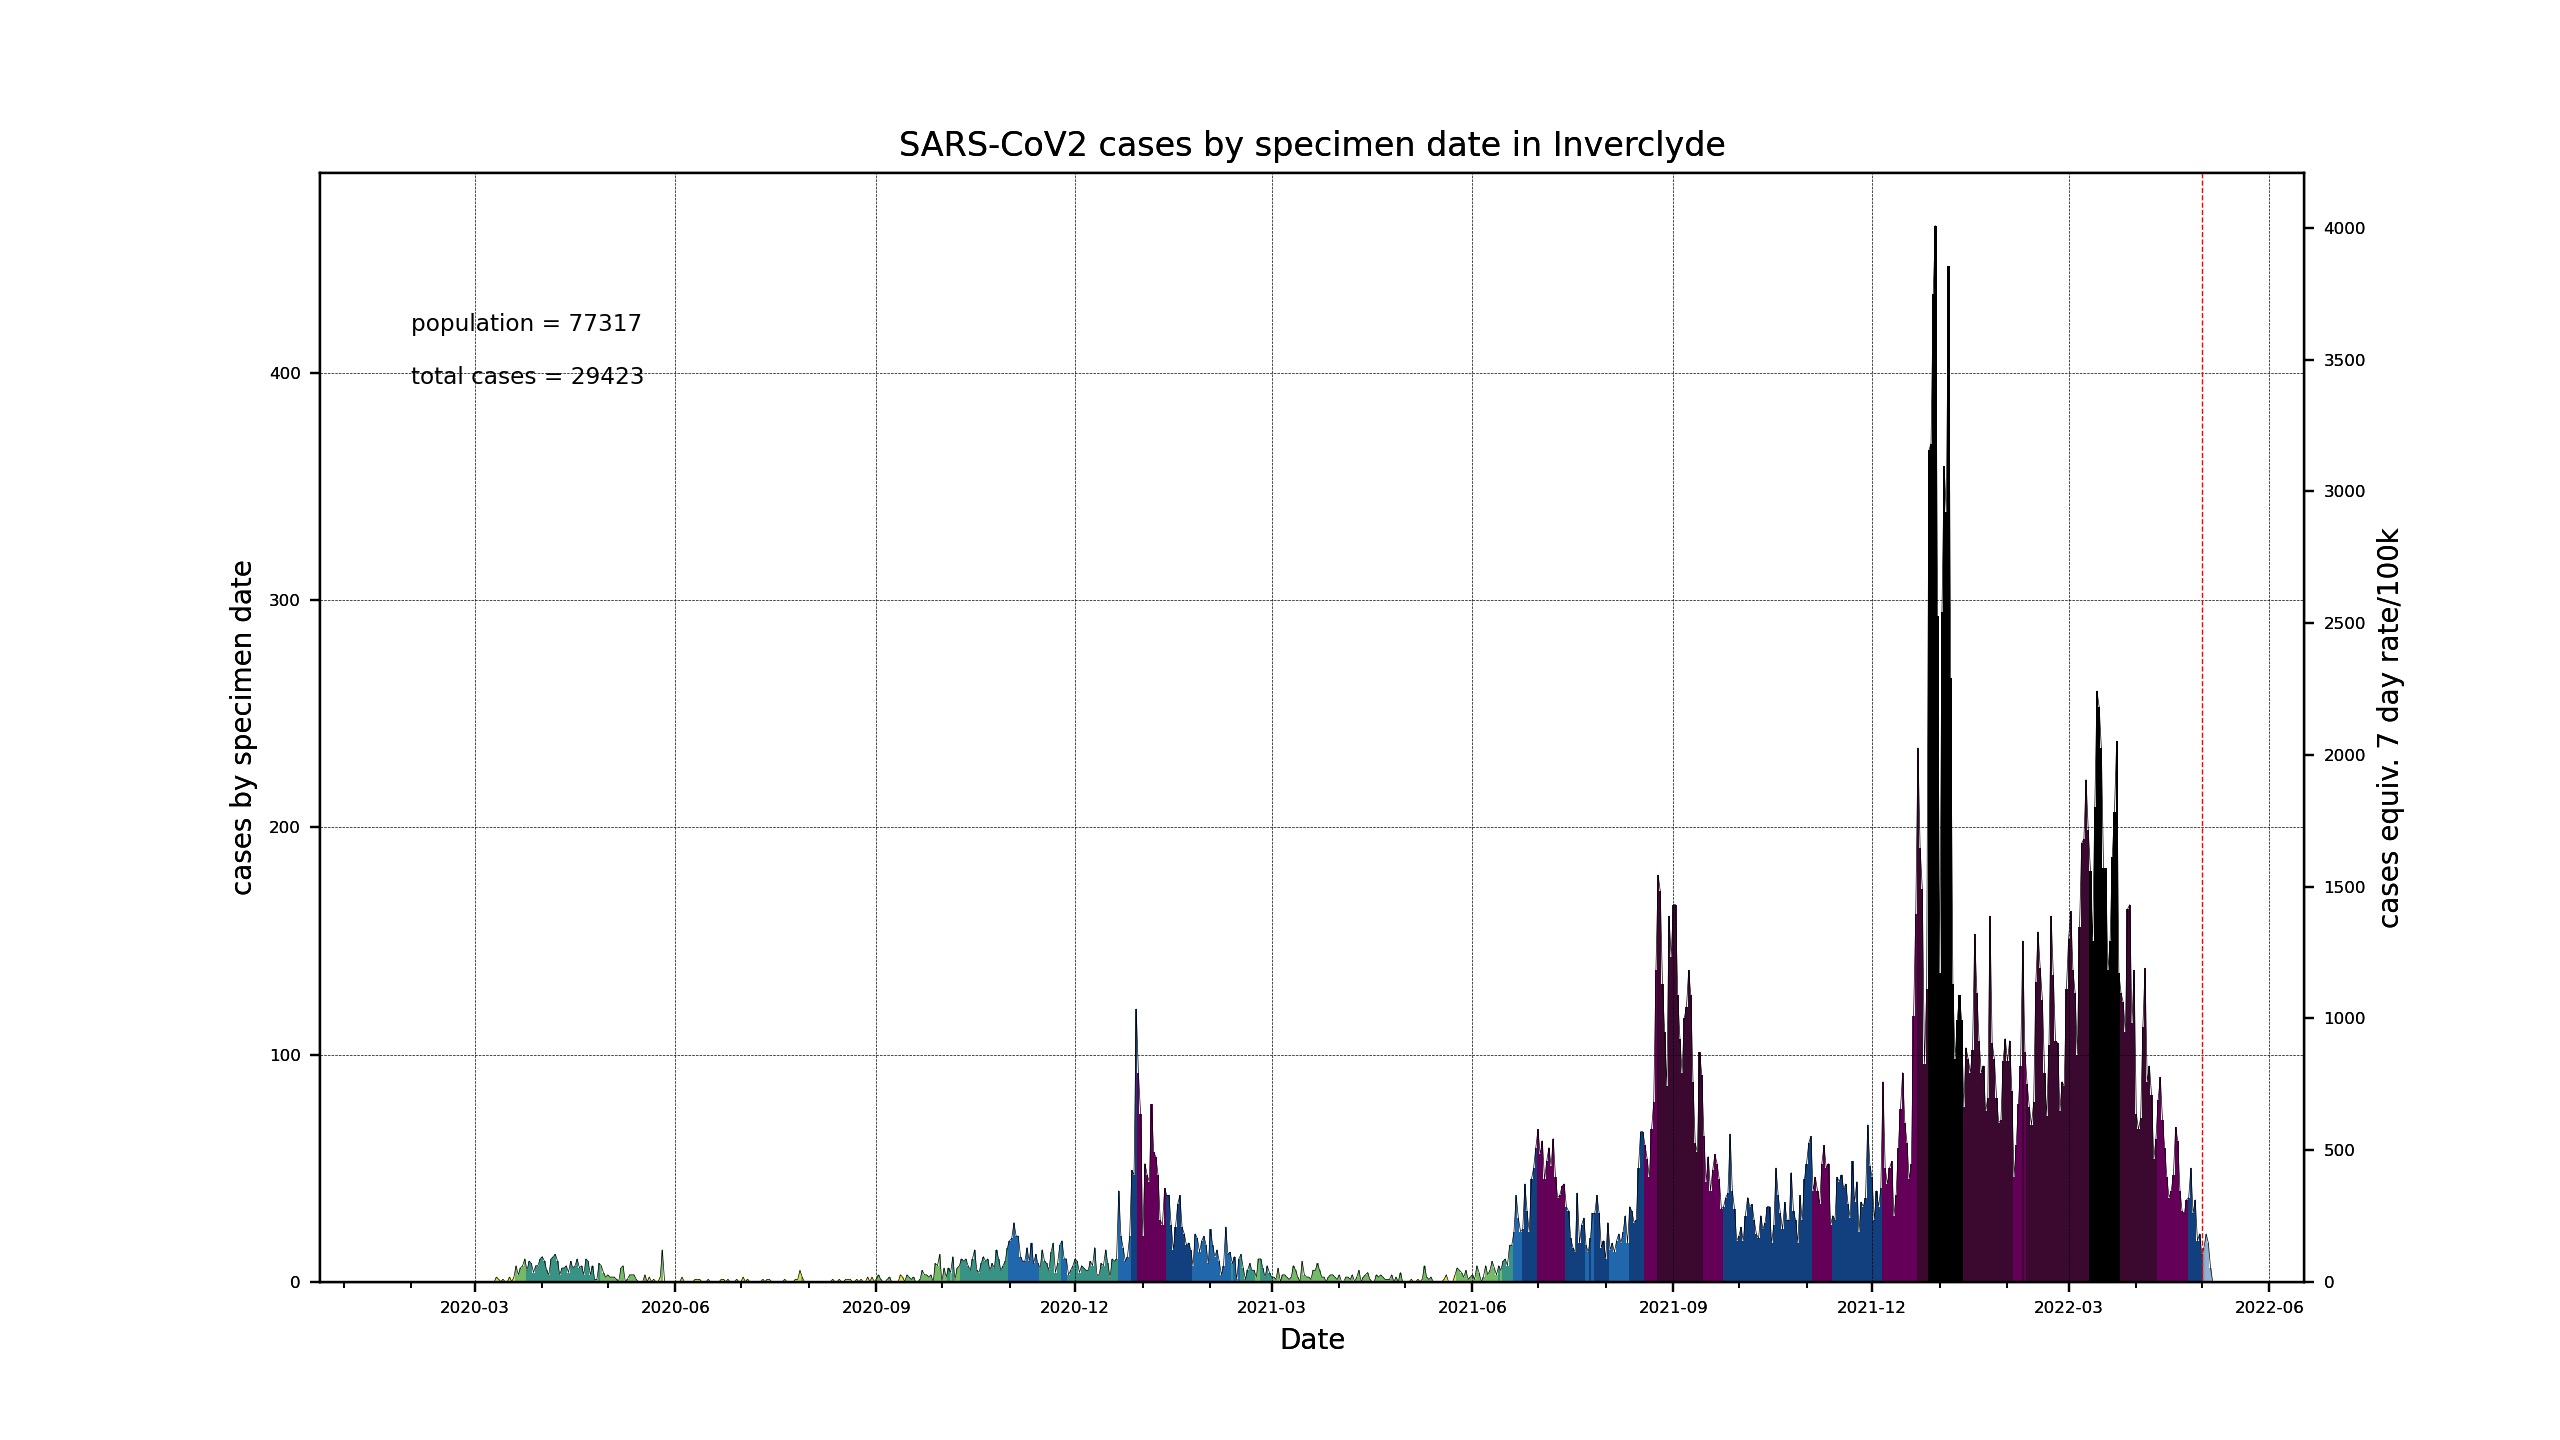 SARS-CoV2 cases by specimen date in Inverclyde
population = 77317
total cases = 29423
cases by specimen date
400
300
200
100
0
4000
3500
3000
2500
2000
1500
1000
500
0
cases equiv. 7 day rate/100k
2020-03 2020-06 2020-09 2020-12 2021-03 2021-06 2021-09 2021-12 2022-03 2022-06
Date